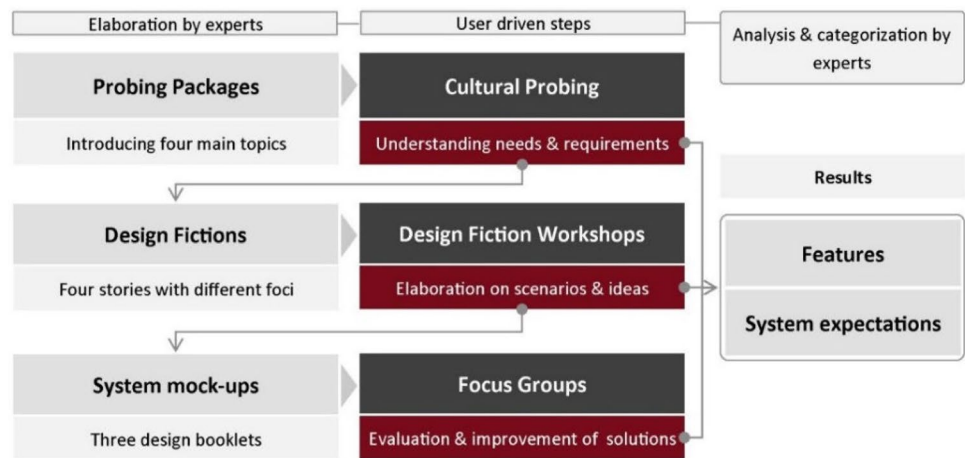 Elaboration by experts
User driven steps
Analysis & categorization by
experts
Probing Packages
Cultural Probing
Introducing four main topics
Understanding needs & requirements
Results
Design Fictions
Design Fiction Workshops
Features
Four stories with different foci
Elaboration on scenarios & ideas
System expectations
System mock-ups
Focus Groups
Three design booklets
Evaluation & improvement of solutions